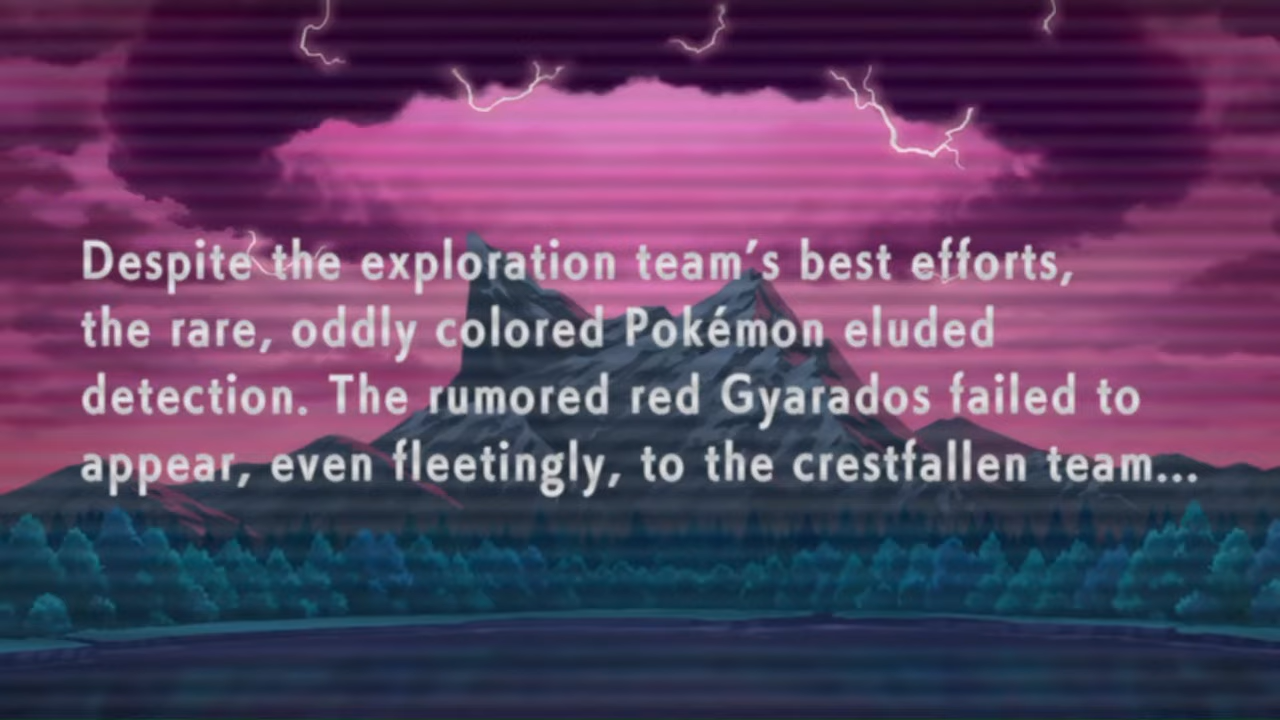 Despite the exploration team’s best efforts,
the rare, oddly colored Pokémon eluded
detection. The rumored red Gyarados failed to
appear, even fleetingly, to the crestfallen team...